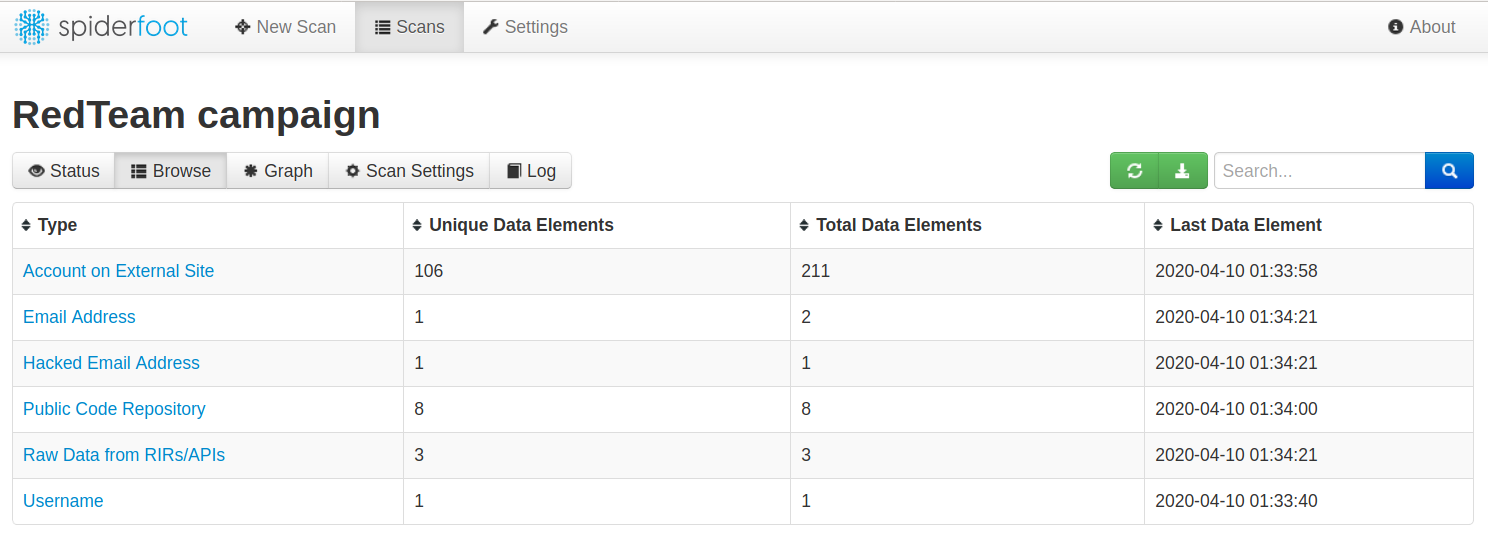 spiderfoot New Scan Scans Settings About
RedTeam campaign
Status Browse Graph Scan Settings Log Search...
Type Unique Data Elements Total Data Elements Last Data Element
Account on External Site 106 211 2020-04-10 01:33:58
Email Address 1 2 2020-04-10 01:34:21
Hacked Email Address 1 1 2020-04-10 01:34:21
Public Code Repository 8 8 2020-04-10 01:34:00
Raw Data from RIRs/APIs 3 3 2020-04-10 01:34:21
Username 1 1 2020-04-10 01:33:40